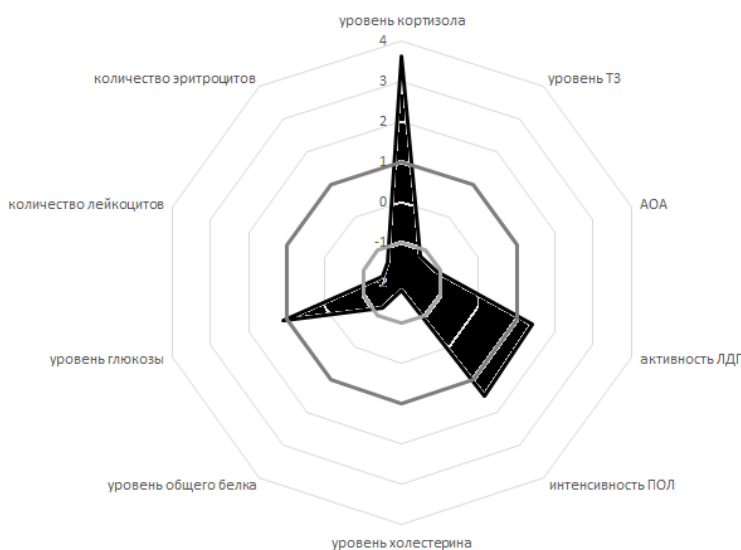 уровень кортизола
уровень Т3
АОА
активность ЛДГ
интенсивность ПОЛ
уровень холестерина
уровень общего белка
уровень глюкозы
количество лейкоцитов
количество эритроцитов
4
3
2
1
0
-1
-2